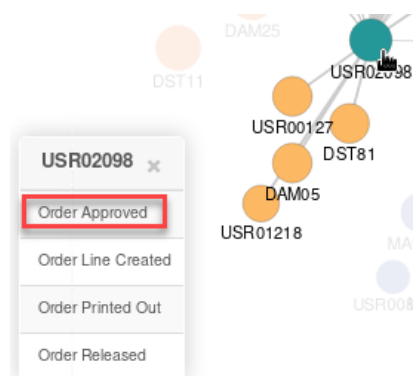 DAM25
DST11
USR02098
USR00127
DST81
DAM05
USR01218
USR02098 ×
Order Approved
Order Line Created
Order Printed Out
Order Released